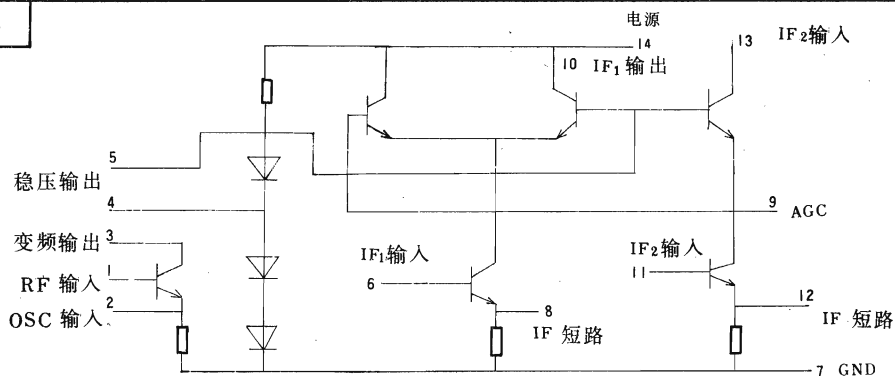 电源
14
13 IF₂输入
10 IF₁输出
5
稳压输出
4
9 AGC
变频输出 3
IF₁输入
IF₂输入
RF 输入 1
6
11
OSC 输入 2
8
12
IF 短路
IF 短路
7 GND